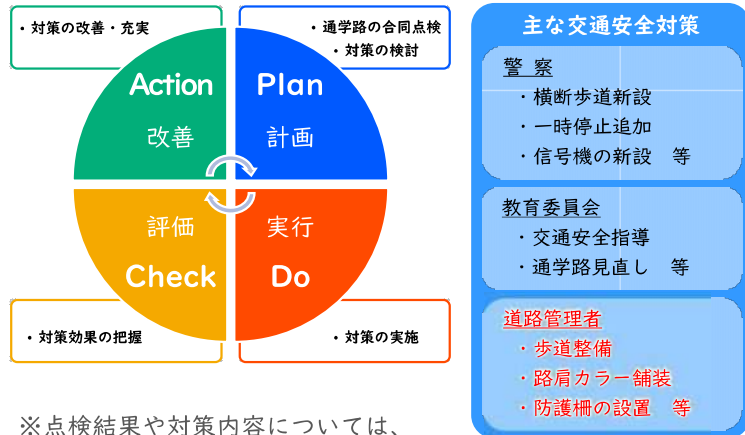 ・対策の改善・充実
・通学路の合同点検
・対策の検討
Action
改善
Plan
計画
評価
Check
実行
Do
・対策効果の把握
・対策の実施
※点検結果や対策内容については、
主な交通安全対策
警 察
・横断歩道新設
・一時停止追加
・信号機の新設　等
教育委員会
・交通安全指導
・通学路見直し　等
道路管理者
・歩道整備
・路肩カラー舗装
・防護柵の設置　等